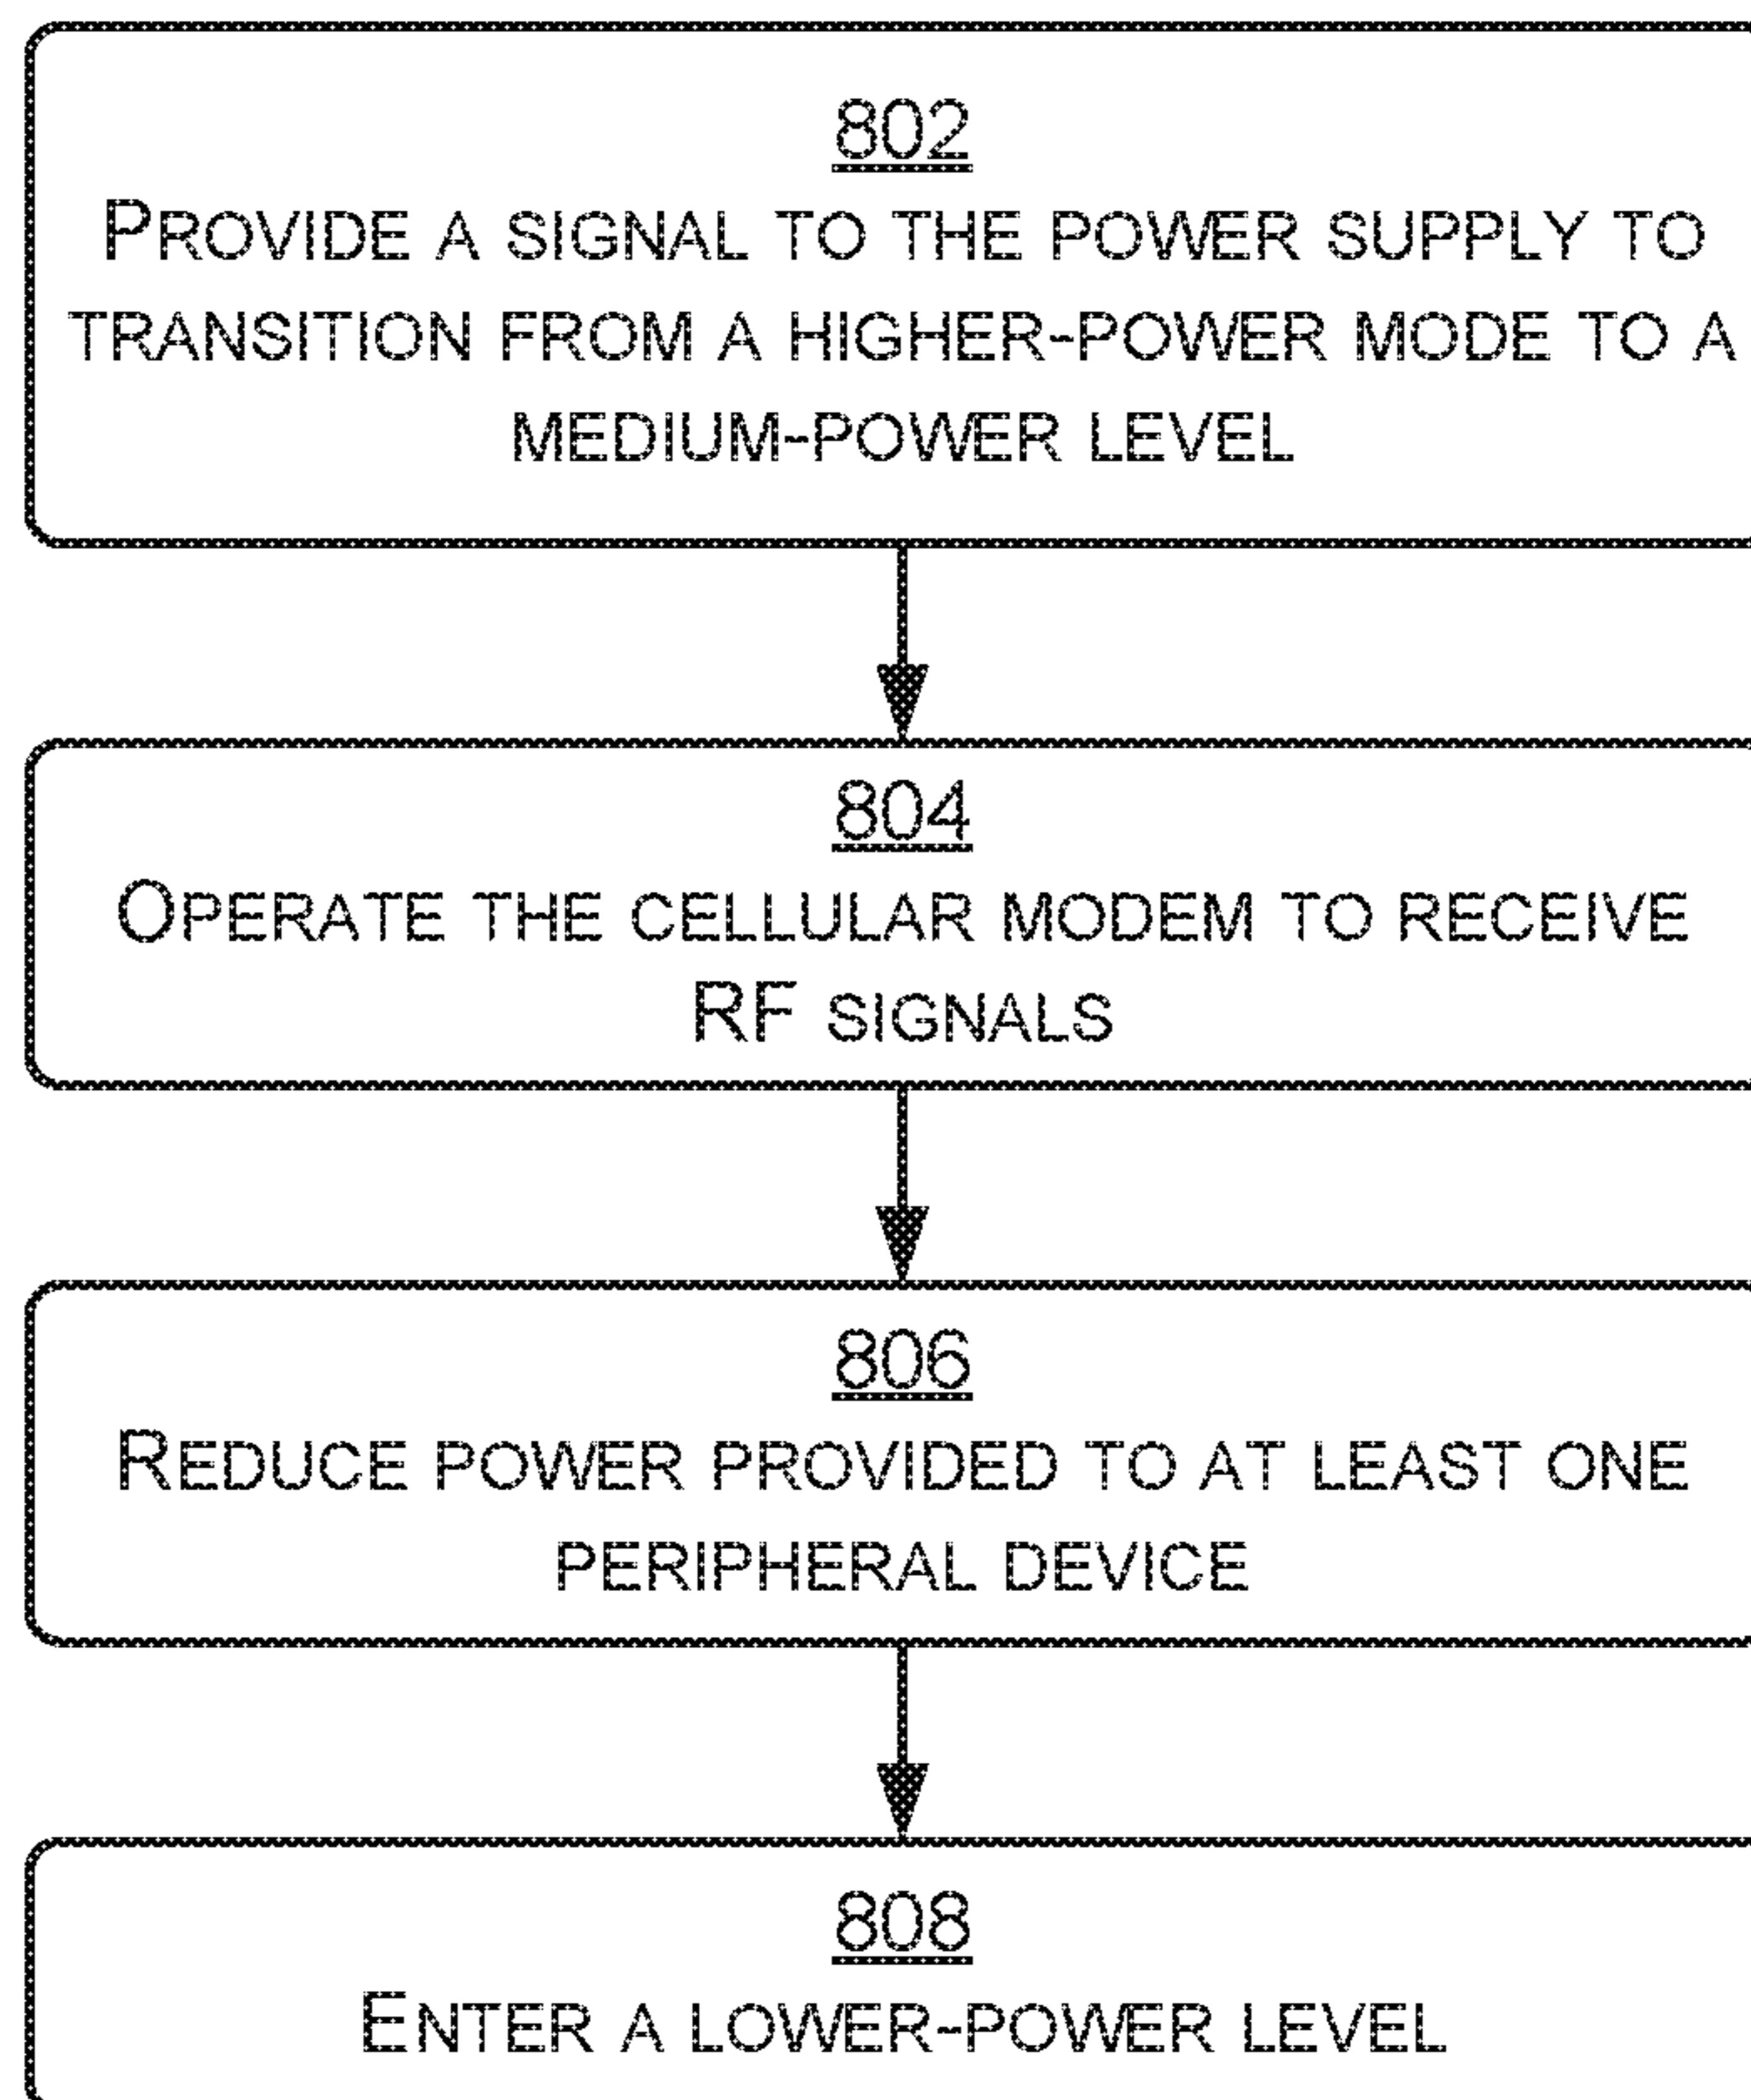 802
PROVIDE A SIGNAL TO THE POWER SUPPLY TO
TRANSITION FROM A HIGHER-POWER MODE TO A
MEDIUM-POWER LEVEL
804
OPERATE THE CELLULAR MODEM TO RECEIVE
RF SIGNALS
806
REDUCE POWER PROVIDED TO AT LEAST ONE
PERIPHERAL DEVICE
808
ENTER A LOWER-POWER LEVEL